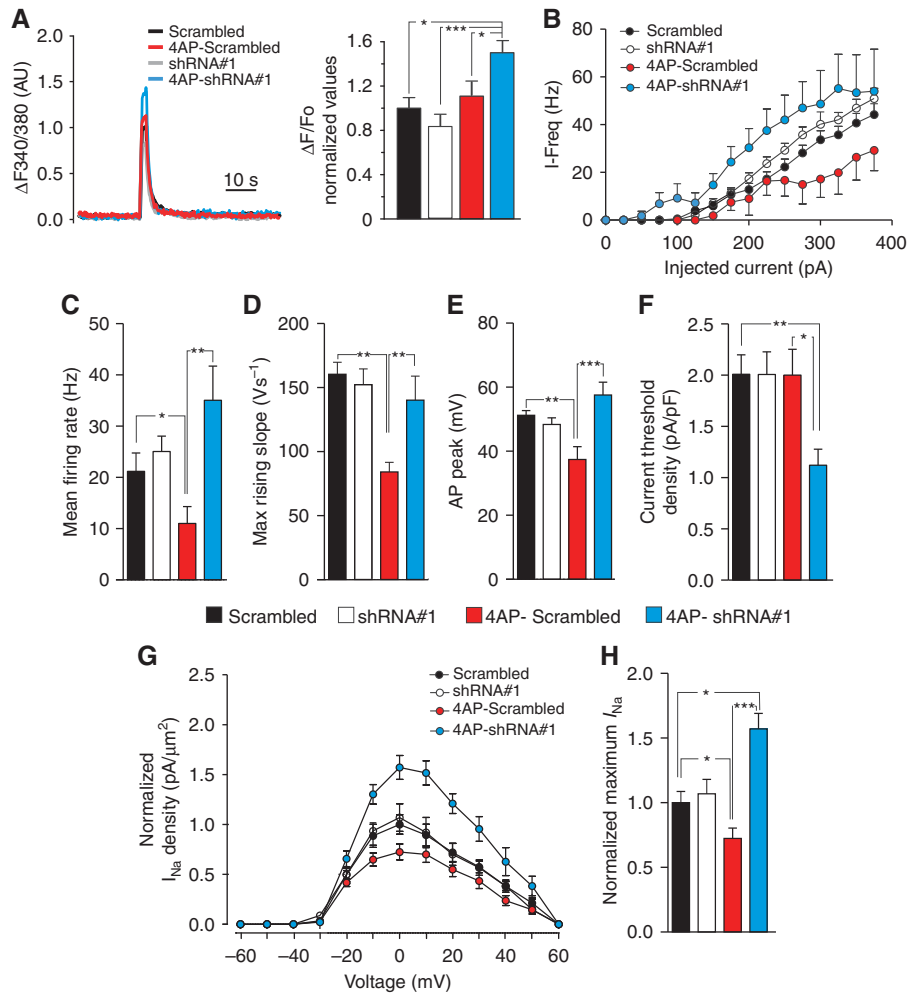 A
Scrambled
4AP-Scrambled
shRNA#1
4AP-shRNA#1
ΔF340/380 (AU)
2.0
1.5
1.0
0.5
0.0
10 s
ΔF/Fo
normalized values
1.6
1.2
0.8
0.4
0
*
***
*
B
Scrambled
shRNA#1
4AP-Scrambled
4AP-shRNA#1
I-Freq (Hz)
80
60
40
20
0
0 100 200 300 400
Injected current (pA)
C
Mean firing rate (Hz)
50
40
30
20
10
0
*
**
D
Max rising slope (Vs⁻¹)
200
150
100
50
0
**
**
E
AP peak (mV)
80
60
40
20
0
**
***
F
Current threshold
density (pA/pF)
2.5
2.0
1.5
1.0
0.5
0.0
**
*
Scrambled shRNA#1 4AP- Scrambled 4AP- shRNA#1
G
Scrambled
shRNA#1
4AP-Scrambled
4AP-shRNA#1
Normalized
I_Na density (pA/μm²)
2.5
2.0
1.5
1.0
0.5
0.0
−60 −40 −20 0 20 40 60
Voltage (mV)
H
Normalized maximum I_Na
2.0
1.5
1.0
0.5
0.0
*
*
***